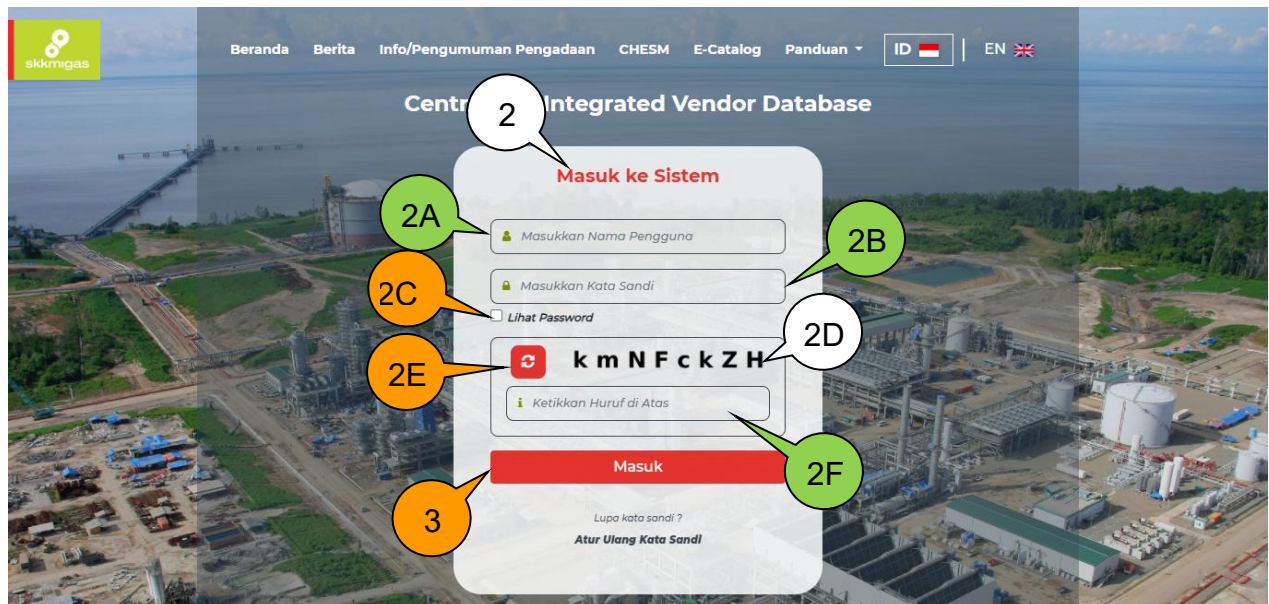 skkmigas
Beranda Berita Info/Pengumuman Pengadaan CHESM E-Catalog Panduan ID EN
Cent Integrated Vendor Database
2
Masuk ke Sistem
2A
Masukkan Nama Pengguna
2B
Masukkan Kata Sandi
2C
Lihat Password
2D
k m N F c k Z H
2E
Ketikkan Huruf di Atas
2F
Masuk
3
Lupa kata sandi ?
Atur Ulang Kata Sandi